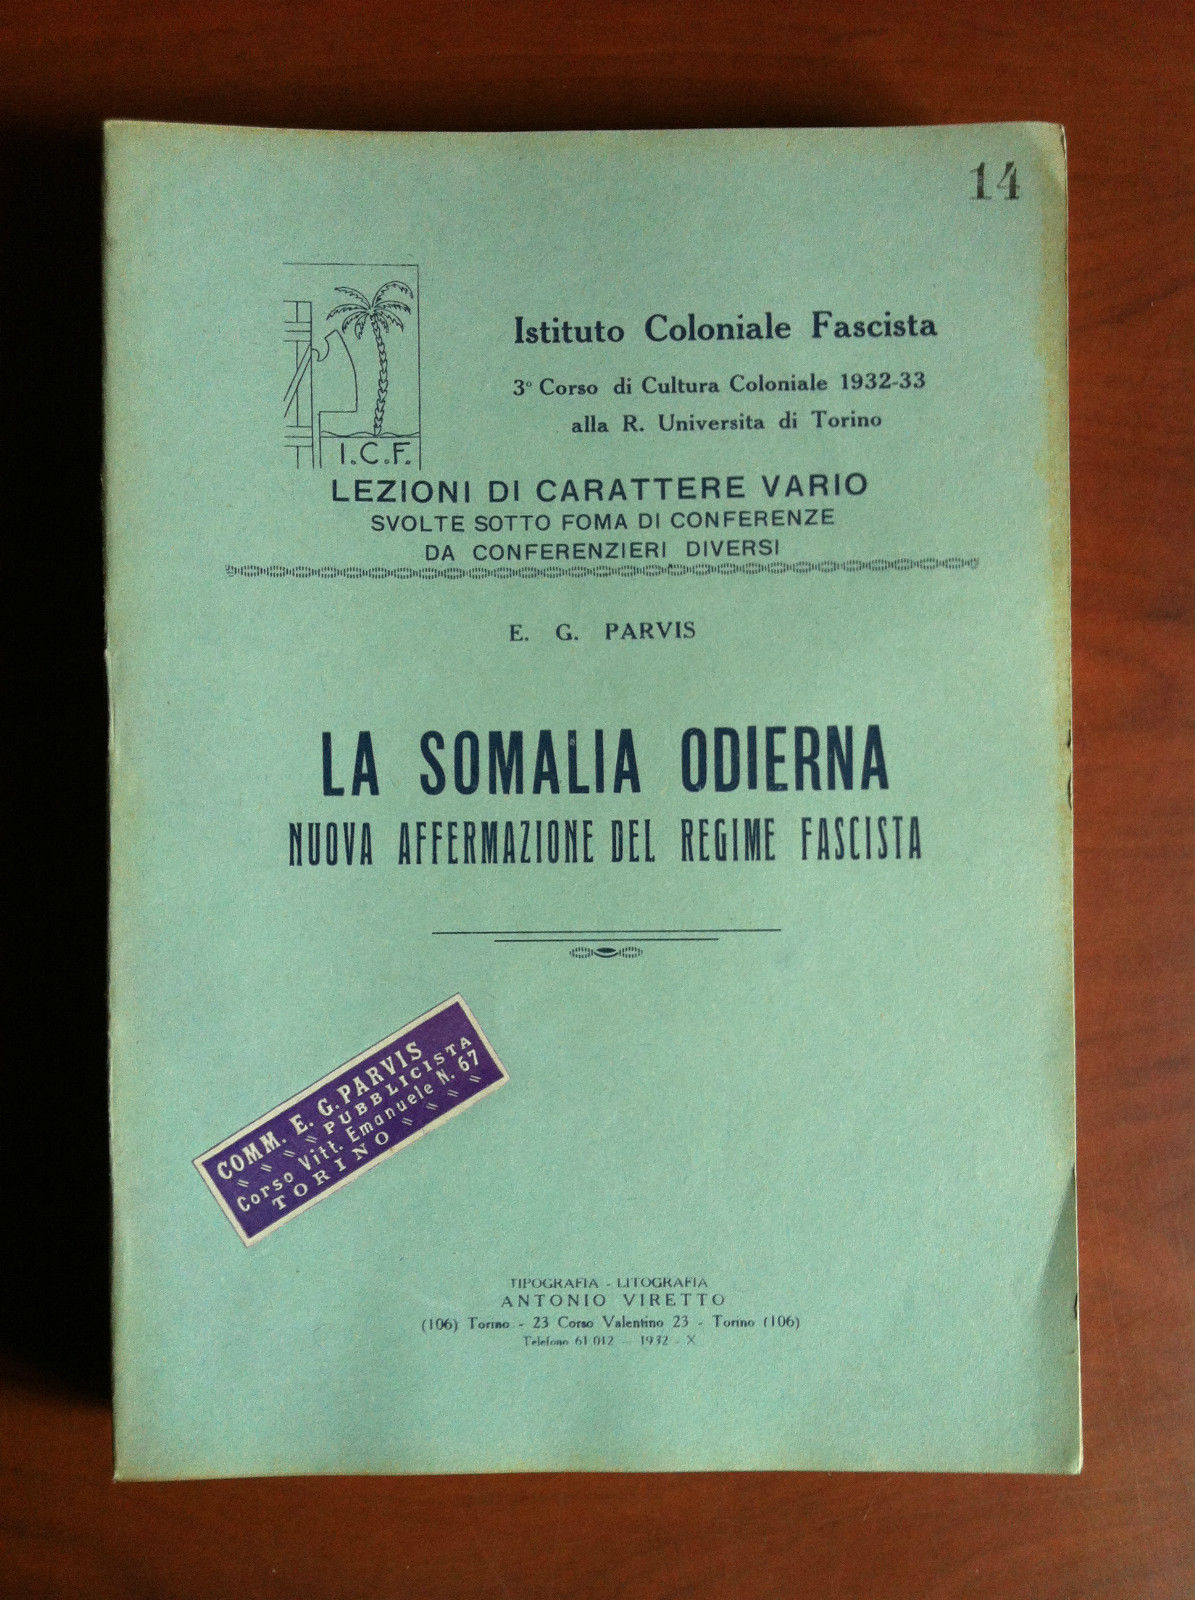 14
Istituto Coloniale Fascista
3º Corso di Cultura Coloniale 1932-33
alla R. Universita di Torino
I.C.F.
LEZIONI DI CARATTERE VARIO
SVOLTE SOTTO FOMA DI CONFERENZE
DA CONFERENZIERI DIVERSI
E. G. PARVIS
LA SOMALIA ODIERNA
NUOVA AFFERMAZIONE DEL REGIME FASCISTA
COMM. E. G. PARVIS
PUBBLICISTA
Corso Vitt. Emanuele N. 67
TORINO
TIPOGRAFIA - LITOGRAFIA
ANTONIO VIRETTO
(106) Torino - 23 Corso Valentino 23 - Torino (106)
Telefono 61 012 — 1932 - X